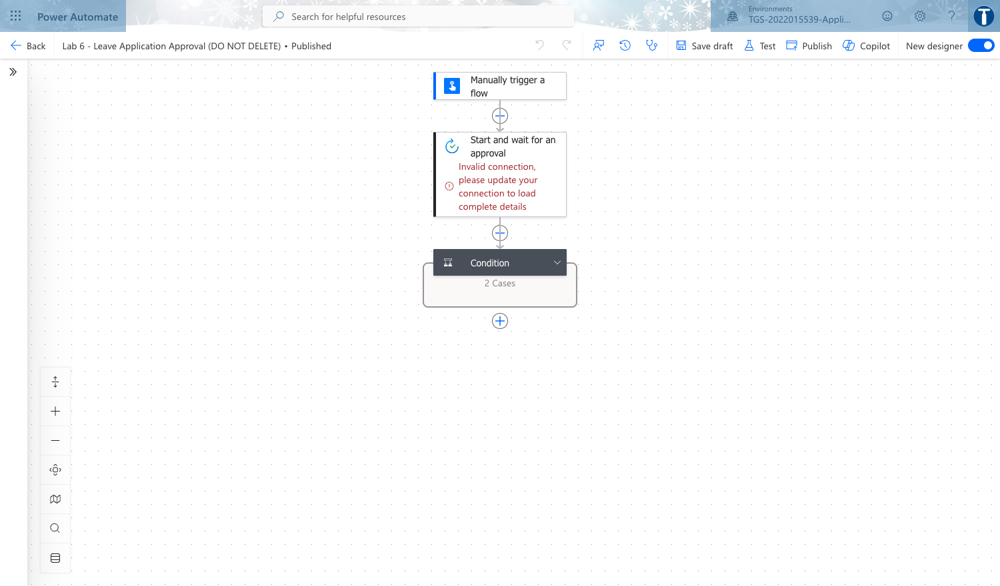 Power Automate
Search for helpful resources
Environments
TGS-2022015539-Appli...
Back
Lab 6 - Leave Application Approval (DO NOT DELETE) • Published
Save draft
Test
Publish
Copilot
New designer
Manually trigger a
flow
Start and wait for an
approval
Invalid connection,
please update your
connection to load
complete details
Condition
2 Cases